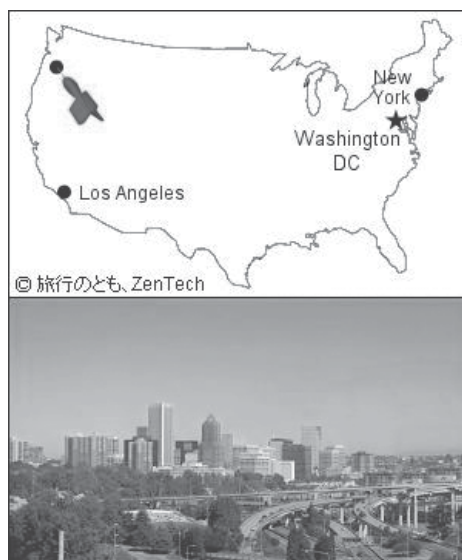 New
York
Washington
DC
Los Angeles
© 旅行のとも、ZenTech